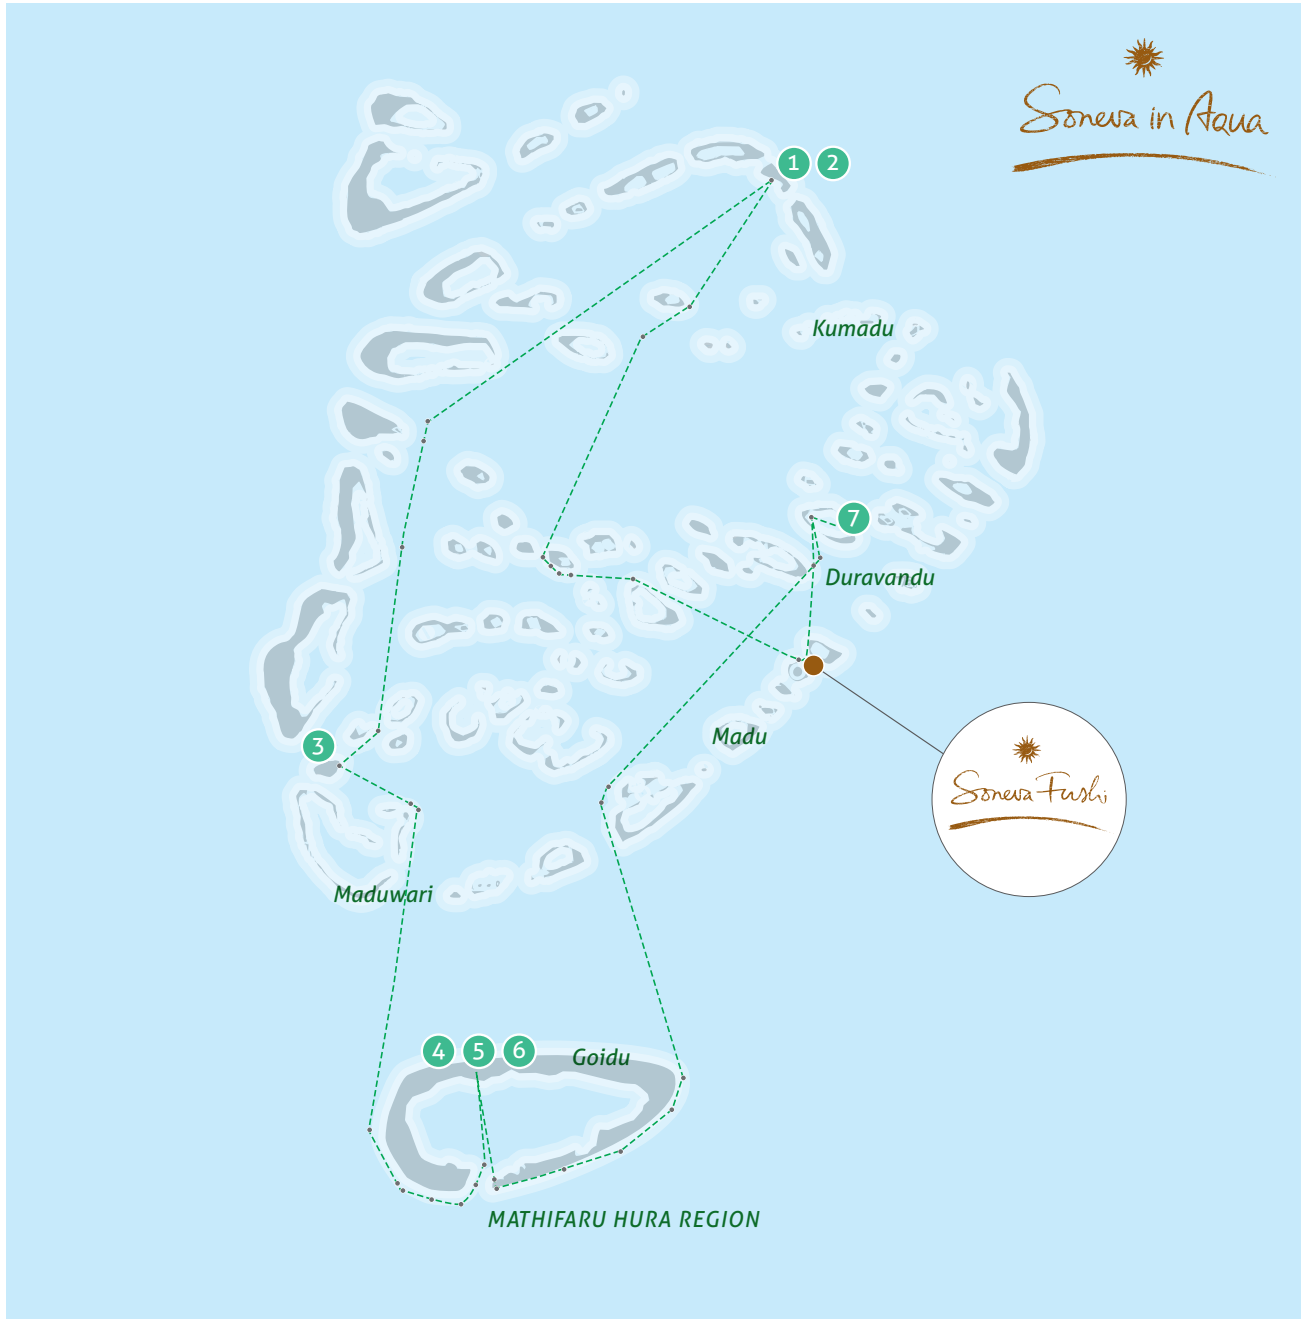 Soneva in Aqua
1 2
Kumadu
7
Duravandu
Madu
3
Soneva Fushi
Maduwari
4 5 6
Goidu
MATHIFARU HURA REGION